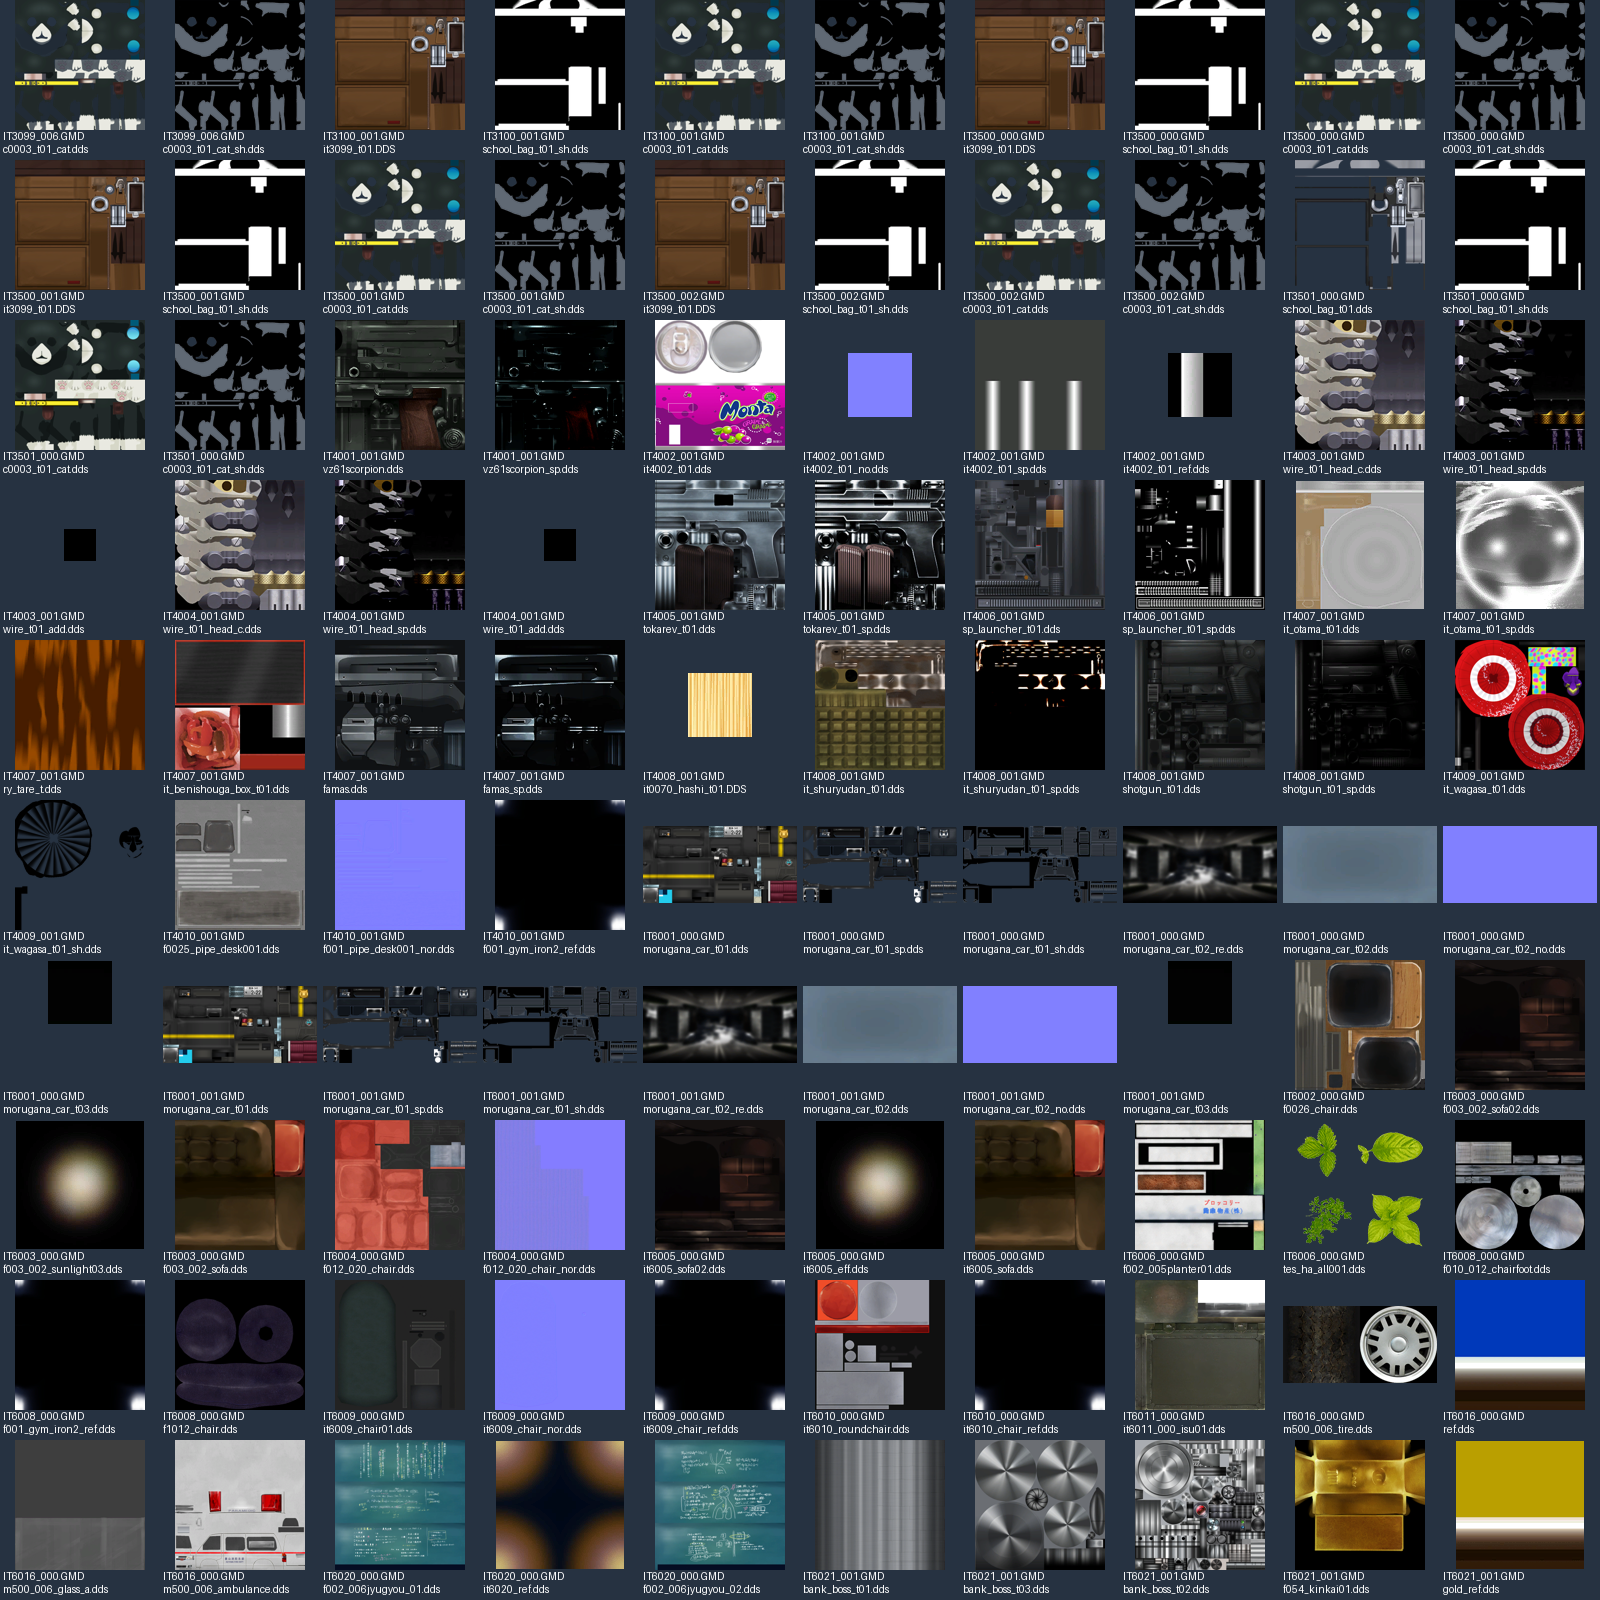 IT3099_006.GMD
c0003_t01_cat.dds
IT3099_006.GMD
c0003_t01_cat_sh.dds
IT3100_001.GMD
it3099_t01.DDS
IT3100_001.GMD
school_bag_t01_sh.dds
IT3100_001.GMD
c0003_t01_cat.dds
IT3100_001.GMD
c0003_t01_cat_sh.dds
IT3500_000.GMD
it3099_t01.DDS
IT3500_000.GMD
school_bag_t01_sh.dds
IT3500_000.GMD
c0003_t01_cat.dds
IT3500_000.GMD
c0003_t01_cat_sh.dds
IT3500_001.GMD
it3099_t01.DDS
IT3500_001.GMD
school_bag_t01_sh.dds
IT3500_001.GMD
c0003_t01_cat.dds
IT3500_001.GMD
c0003_t01_cat_sh.dds
IT3500_002.GMD
it3099_t01.DDS
IT3500_002.GMD
school_bag_t01_sh.dds
IT3500_002.GMD
c0003_t01_cat.dds
IT3500_002.GMD
c0003_t01_cat_sh.dds
IT3501_000.GMD
school_bag_t01.dds
IT3501_000.GMD
school_bag_t01_sh.dds
Monta
IT3501_000.GMD
c0003_t01_cat.dds
IT3501_000.GMD
c0003_t01_cat_sh.dds
IT4001_001.GMD
vz61scorpion.dds
IT4001_001.GMD
vz61scorpion_sp.dds
IT4002_001.GMD
it4002_t01.dds
IT4002_001.GMD
it4002_t01_no.dds
IT4002_001.GMD
it4002_t01_sp.dds
IT4002_001.GMD
it4002_t01_ref.dds
IT4003_001.GMD
wire_t01_head_c.dds
IT4003_001.GMD
wire_t01_head_sp.dds
IT4003_001.GMD
wire_t01_add.dds
IT4004_001.GMD
wire_t01_head_c.dds
IT4004_001.GMD
wire_t01_head_sp.dds
IT4004_001.GMD
wire_t01_add.dds
IT4005_001.GMD
tokarev_t01.dds
IT4005_001.GMD
tokarev_t01_sp.dds
IT4006_001.GMD
sp_launcher_t01.dds
IT4006_001.GMD
sp_launcher_t01_sp.dds
IT4007_001.GMD
it_otama_t01.dds
IT4007_001.GMD
it_otama_t01_sp.dds
IT4007_001.GMD
ry_tare_t.dds
IT4007_001.GMD
it_benishouga_box_t01.dds
IT4007_001.GMD
famas.dds
IT4007_001.GMD
famas_sp.dds
IT4008_001.GMD
it0070_hashi_t01.DDS
IT4008_001.GMD
it_shuryudan_t01.dds
IT4008_001.GMD
it_shuryudan_t01_sp.dds
IT4008_001.GMD
shotgun_t01.dds
IT4008_001.GMD
shotgun_t01_sp.dds
IT4009_001.GMD
it_wagasa_t01.dds
IT4009_001.GMD
it_wagasa_t01_sh.dds
IT4010_001.GMD
f0025_pipe_desk001.dds
IT4010_001.GMD
f001_pipe_desk001_nor.dds
IT4010_001.GMD
f001_gym_iron2_ref.dds
IT6001_000.GMD
morugana_car_t01.dds
IT6001_000.GMD
morugana_car_t01_sp.dds
IT6001_000.GMD
morugana_car_t01_sh.dds
IT6001_000.GMD
morugana_car_t02_re.dds
IT6001_000.GMD
morugana_car_t02.dds
IT6001_000.GMD
morugana_car_t02_no.dds
IT6001_000.GMD
morugana_car_t03.dds
IT6001_001.GMD
morugana_car_t01.dds
IT6001_001.GMD
morugana_car_t01_sp.dds
IT6001_001.GMD
morugana_car_t01_sh.dds
IT6001_001.GMD
morugana_car_t02_re.dds
IT6001_001.GMD
morugana_car_t02.dds
IT6001_001.GMD
morugana_car_t02_no.dds
IT6001_001.GMD
morugana_car_t03.dds
IT6002_000.GMD
f0026_chair.dds
IT6003_000.GMD
f003_002_sofa02.dds
ブロッコリー
IT6003_000.GMD
f003_002_sunlight03.dds
IT6003_000.GMD
f003_002_sofa.dds
IT6004_000.GMD
f012_020_chair.dds
IT6004_000.GMD
f012_020_chair_nor.dds
IT6005_000.GMD
it6005_sofa02.dds
IT6005_000.GMD
it6005_eff.dds
IT6005_000.GMD
it6005_sofa.dds
IT6006_000.GMD
f002_005planter01.dds
IT6006_000.GMD
tes_ha_all001.dds
IT6008_000.GMD
f010_012_chairfoot.dds
IT6008_000.GMD
f001_gym_iron2_ref.dds
IT6008_000.GMD
f1012_chair.dds
IT6009_000.GMD
it6009_chair01.dds
IT6009_000.GMD
it6009_chair_nor.dds
IT6009_000.GMD
it6009_chair_ref.dds
IT6010_000.GMD
it6010_roundchair.dds
IT6010_000.GMD
it6010_chair_ref.dds
IT6011_000.GMD
it6011_000_isu01.dds
IT6016_000.GMD
m500_006_tire.dds
IT6016_000.GMD
ref.dds
IT6016_000.GMD
m500_006_glass_a.dds
IT6016_000.GMD
m500_006_ambulance.dds
IT6020_000.GMD
f002_006jyugyou_01.dds
IT6020_000.GMD
it6020_ref.dds
IT6020_000.GMD
f002_006jyugyou_02.dds
IT6021_001.GMD
bank_boss_t01.dds
IT6021_001.GMD
bank_boss_t03.dds
IT6021_001.GMD
bank_boss_t02.dds
IT6021_001.GMD
f054_kinkai01.dds
IT6021_001.GMD
gold_ref.dds